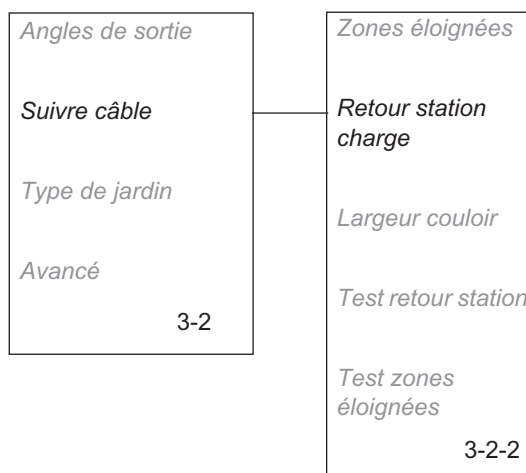 Angles de sortie
Suivre câble
Type de jardin
Avancé
3-2
Zones éloignées
Retour station
charge
Largeur couloir
Test retour station
Test zones
éloignées
3-2-2